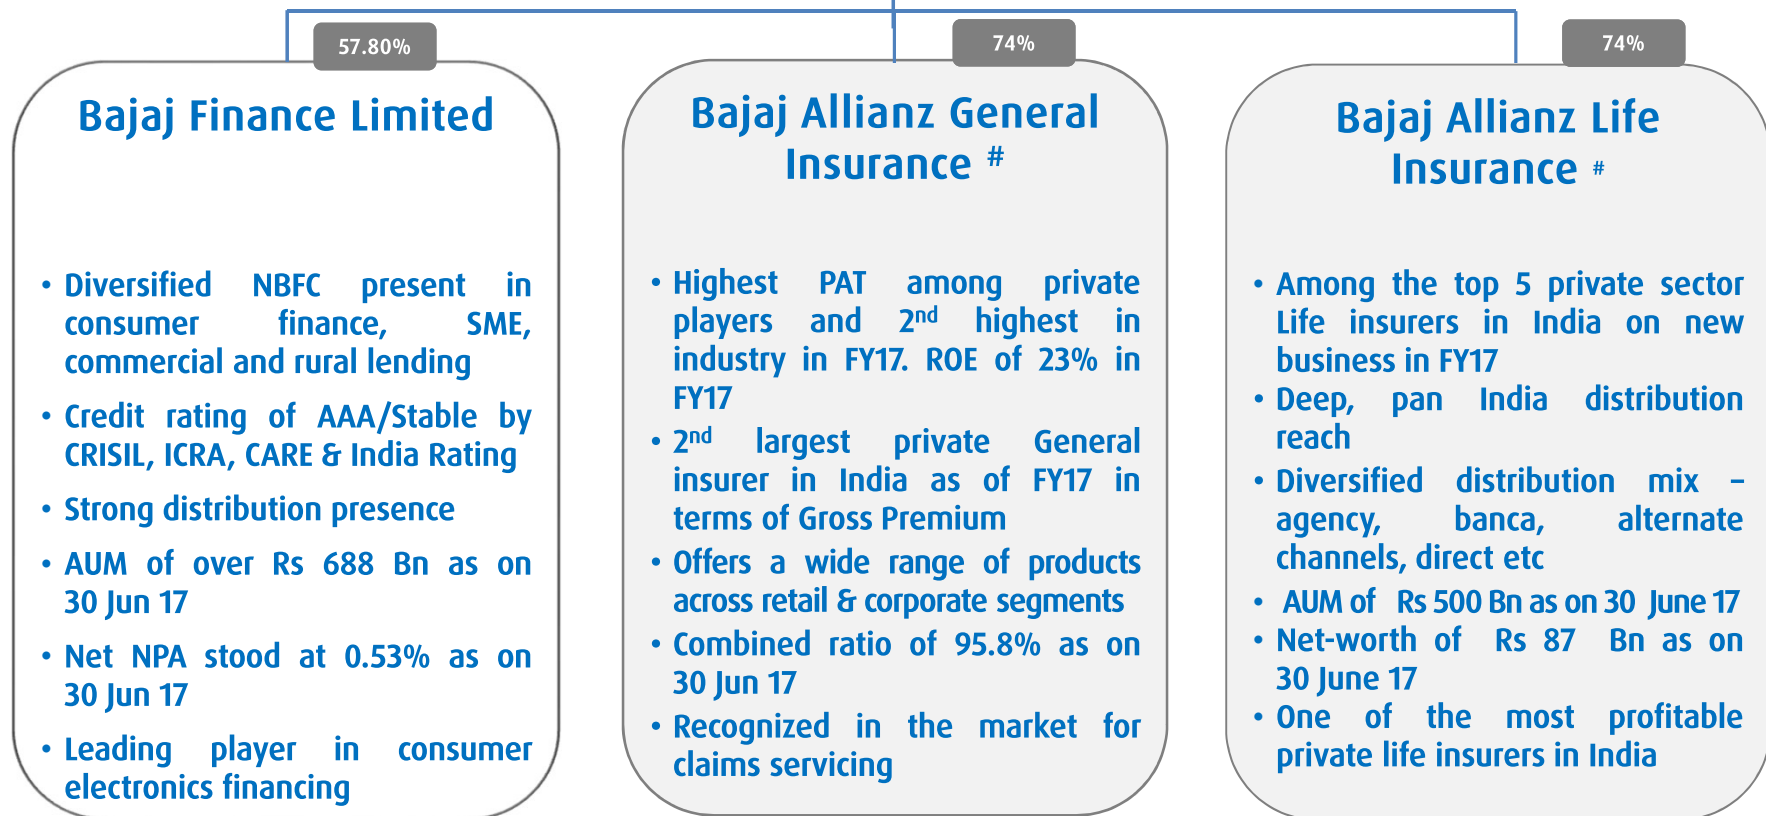 57.80%
Bajaj Finance Limited
• Diversified NBFC present in
consumer finance, SME,
commercial and rural lending
• Credit rating of AAA/Stable by
CRISIL, ICRA, CARE & India Rating
• Strong distribution presence
• AUM of over Rs 688 Bn as on
30 Jun 17
• Net NPA stood at 0.53% as on
30 Jun 17
• Leading player in consumer
electronics financing
74%
Bajaj Allianz General
Insurance #
• Highest PAT among private
players and 2nd highest in
industry in FY17. ROE of 23% in
FY17
• 2nd largest private General
insurer in India as of FY17 in
terms of Gross Premium
• Offers a wide range of products
across retail & corporate segments
• Combined ratio of 95.8% as on
30 Jun 17
• Recognized in the market for
claims servicing
74%
Bajaj Allianz Life
Insurance #
• Among the top 5 private sector
Life insurers in India on new
business in FY17
• Deep, pan India distribution
reach
• Diversified distribution mix –
agency, banca, alternate
channels, direct etc
• AUM of Rs 500 Bn as on 30 June 17
• Net-worth of Rs 87 Bn as on
30 June 17
• One of the most profitable
private life insurers in India